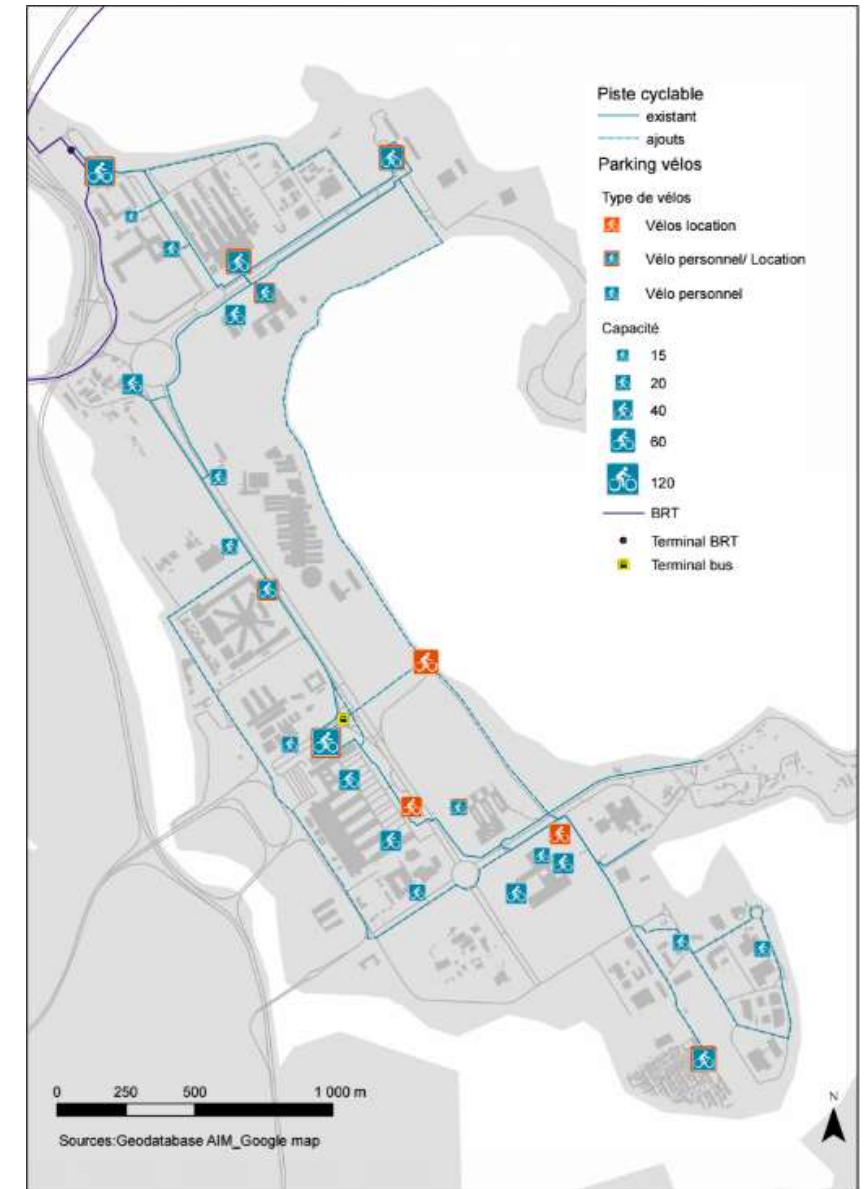 Piste cyclable
existant
ajouts
Parking vélos
Type de vélos
Vélos location
Vélo personnel/ Location
Vélo personnel
Capacité
15
20
40
60
120
BRT
Terminal BRT
Terminal bus
0 250 500 1 000 m
Sources:Geodatabase AIM_Google map
N